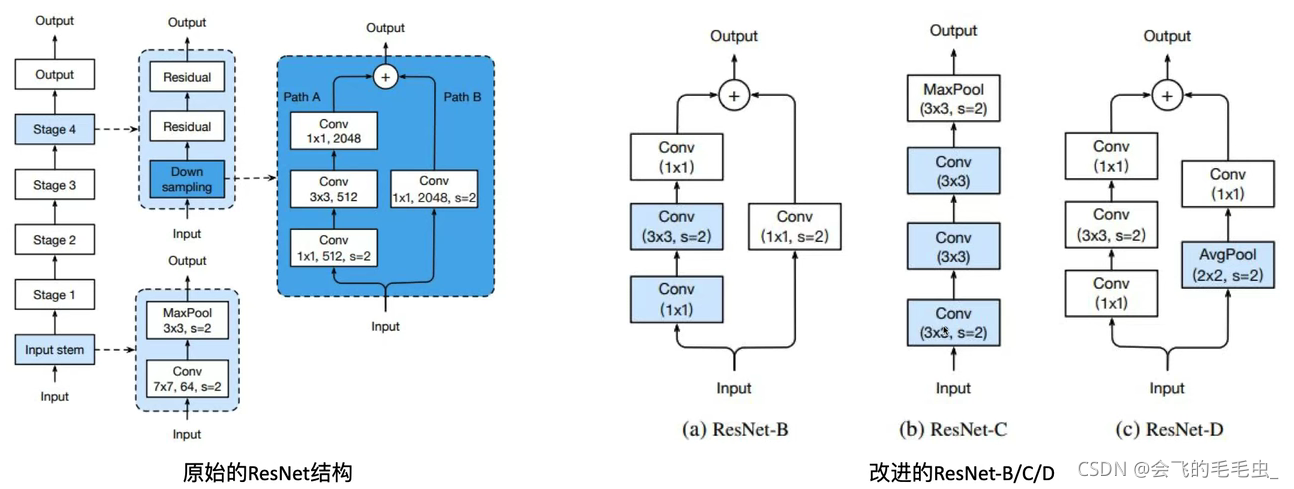 Output
Output
Stage 4
Stage 3
Stage 2
Stage 1
Input stem
Input
Output
Residual
Residual
Down
sampling
Input
Output
MaxPool
3x3, s=2
Conv
7x7, 64, s=2
Input
Output
+
Path A
Path B
Conv
1x1, 2048
Conv
3x3, 512
Conv
1x1, 2048, s=2
Conv
1x1, 512, s=2
Input
原始的ResNet结构
Output
+
Conv
(1x1)
Conv
(3x3, s=2)
Conv
(1x1, s=2)
Conv
(1x1)
Input
(a) ResNet-B
Output
MaxPool
(3x3, s=2)
Conv
(3x3)
Conv
(3x3)
Conv
(3x3, s=2)
Input
(b) ResNet-C
Output
+
Conv
(1x1)
Conv
(3x3, s=2)
Conv
(1x1)
Conv
(1x1)
AvgPool
(2x2, s=2)
Input
(c) ResNet-D
改进的ResNet-B/C/D
CSDN @会飞的毛毛虫_